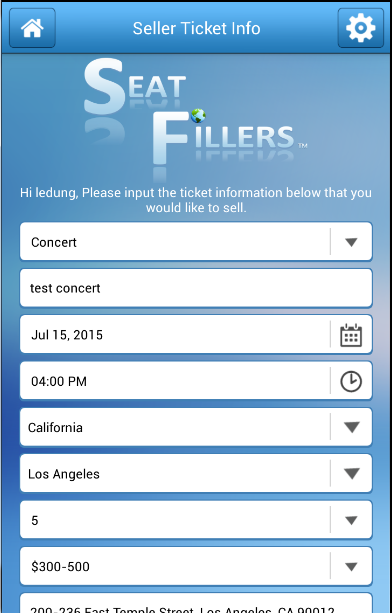 Seller Ticket Info
SEAT
FILLERS™
Hi ledung, Please input the ticket information below that you
would like to sell.
Concert
test concert
Jul 15, 2015
04:00 PM
California
Los Angeles
5
$300-500
200-236 East Temple Street, Los Angeles, CA 90012